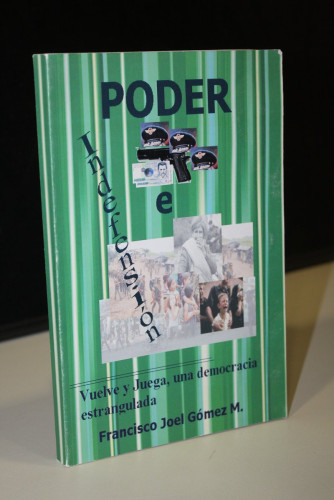 PODER
e
Indefensión
Vuelve y Juega, una democracia
estrangulada
Francisco Joel Gómez M.